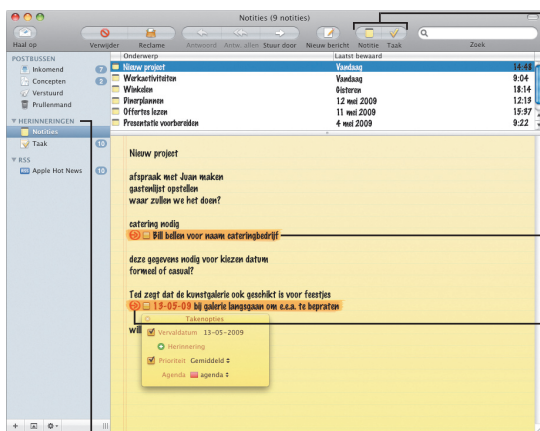 Notities (9 notities)
Haal op Verwijder Reclame Antwoord Antw. allen Stuur door Nieuw bericht Notitie Taak Zoek
POSTBUSSEN
Inkomend 7
Concepten 2
Verstuurd
Prullenmand
HERINNERINGEN
Notities
Taak 10
RSS
RSS Apple Hot News 10
Onderwerp Laatst bewaard
Nieuw project Vandaag 14:48
Werkactiviteiten Vandaag 9:04
Winkelen Gisteren 18:14
Dinerplannen 12 mei 2009 12:13
Offertes lezen 11 mei 2009 15:37
Presentatie voorbereiden 4 mei 2009 9:22
Nieuw project
afspraak met Juan maken
gastenlijst opstellen
waar zullen we het doen?
catering nodig
Bill bellen voor naam cateringbedrijf
deze gegevens nodig voor kiezen datum
formeel of casual?
Ted zegt dat de kunstgalerie ook geschikt is voor feestjes
13-05-09 bij galerie langsgaan om e.e.a. te bepraten
will
Takenopties
Vervaldatum 13-05-2009
Herinnering
Prioriteit Gemiddeld
Agenda agenda